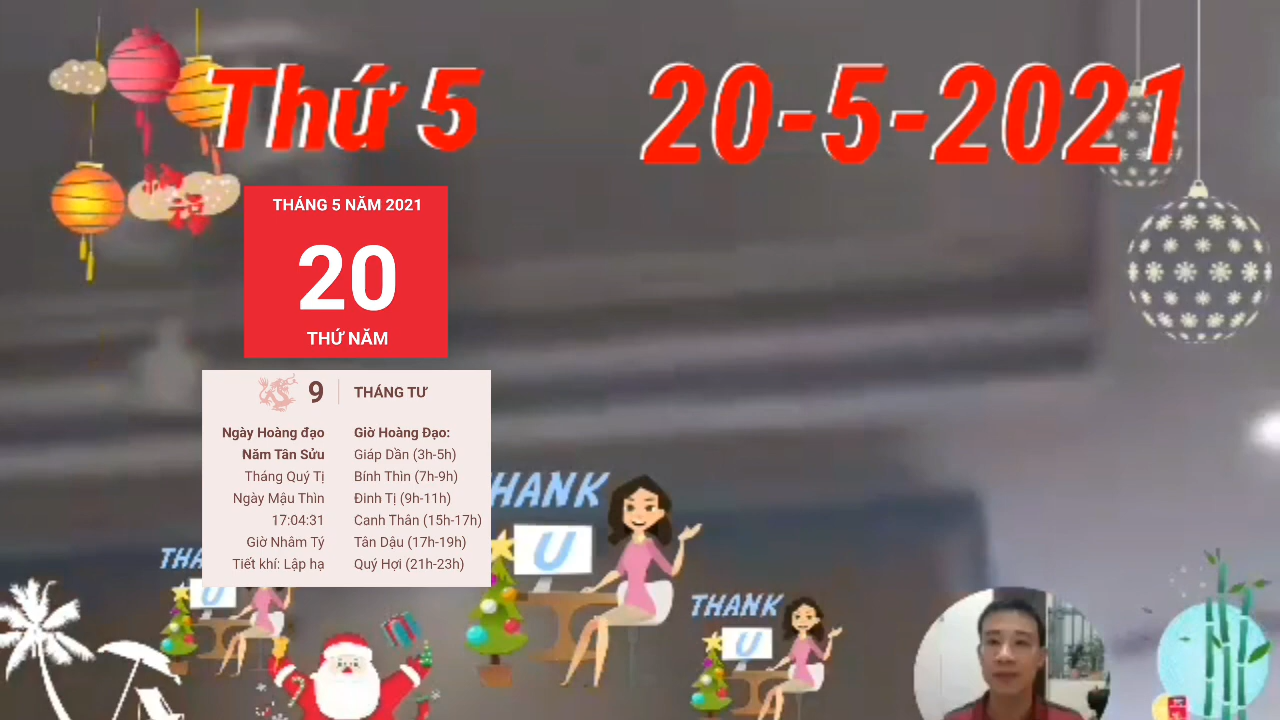 Thứ 5 20-5-2021
THÁNG 5 NĂM 2021
20
THỨ NĂM
9 THÁNG TƯ
Ngày Hoàng đạo
Năm Tân Sửu
Tháng Quý Tị
Ngày Mậu Thìn
17:04:31
Giờ Nhâm Tý
Tiết khí: Lập hạ
Giờ Hoàng Đạo:
Giáp Dần (3h-5h)
Bính Thìn (7h-9h)
Đinh Tị (9h-11h)
Canh Thân (15h-17h)
Tân Dậu (17h-19h)
Quý Hợi (21h-23h)
HANK
U
THA
U
THANK
U